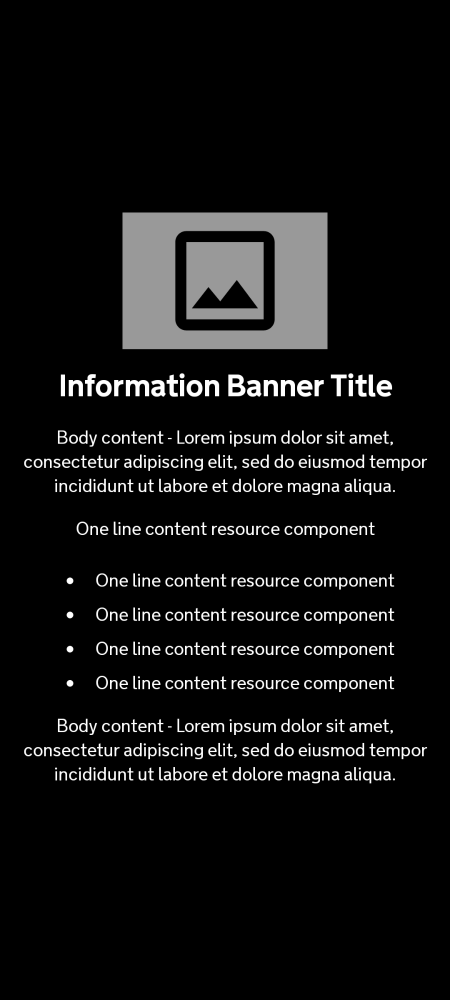 Information Banner Title
Body content - Lorem ipsum dolor sit amet,
consectetur adipiscing elit, sed do eiusmod tempor
incididunt ut labore et dolore magna aliqua.
One line content resource component
• One line content resource component
• One line content resource component
• One line content resource component
• One line content resource component
Body content - Lorem ipsum dolor sit amet,
consectetur adipiscing elit, sed do eiusmod tempor
incididunt ut labore et dolore magna aliqua.